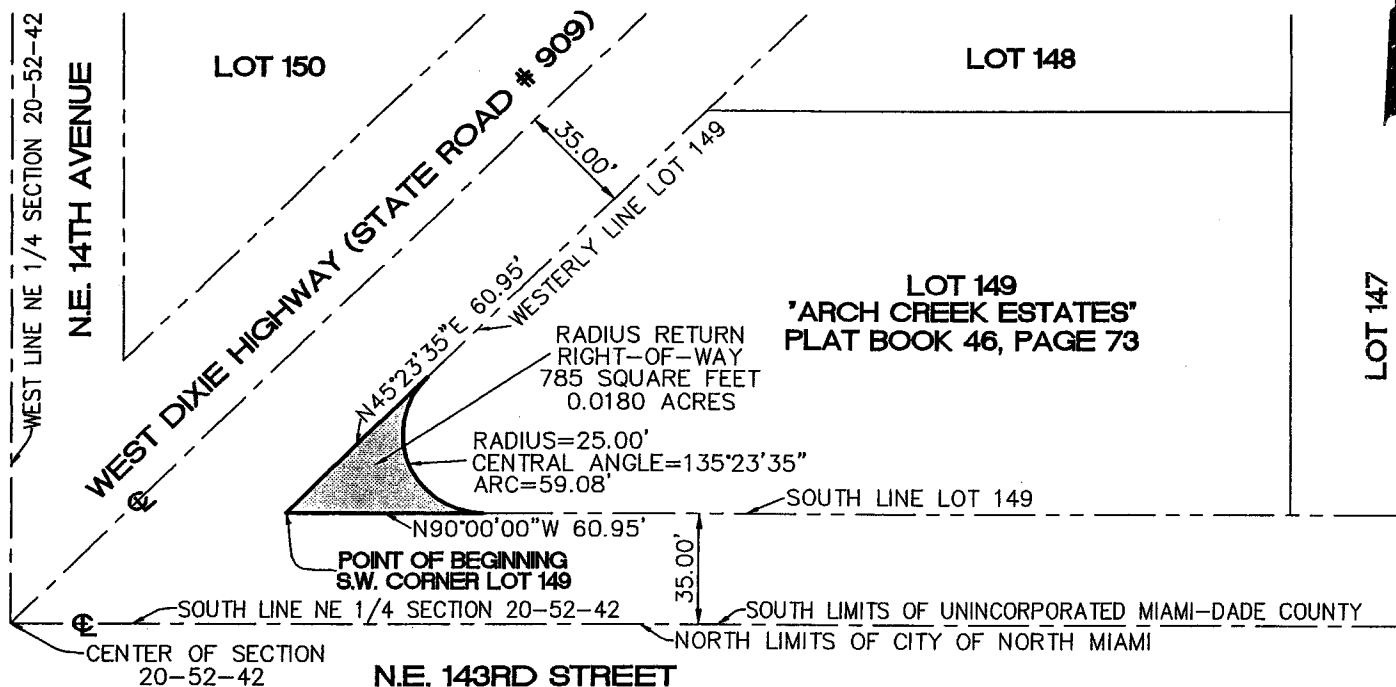 WEST LINE NE 1/4 SECTION 20-52-42
N.E. 14TH AVENUE
LOT 150
WEST DIXIE HIGHWAY (STATE ROAD # 909)
35.00'
LOT 148
WESTERLY LINE LOT 149
N45°23'35"E 60.95'
LOT 149
'ARCH CREEK ESTATES'
PLAT BOOK 46, PAGE 73
LOT 147
RADIUS RETURN
RIGHT-OF-WAY
785 SQUARE FEET
0.0180 ACRES
RADIUS=25.00'
CENTRAL ANGLE=135°23'35"
ARC=59.08'
SOUTH LINE LOT 149
N90°00'00"W 60.95'
POINT OF BEGINNING
S.W. CORNER LOT 149
35.00'
SOUTH LINE NE 1/4 SECTION 20-52-42
SOUTH LIMITS OF UNINCORPORATED MIAMI-DADE COUNTY
NORTH LIMITS OF CITY OF NORTH MIAMI
CENTER OF SECTION
20-52-42
N.E. 143RD STREET